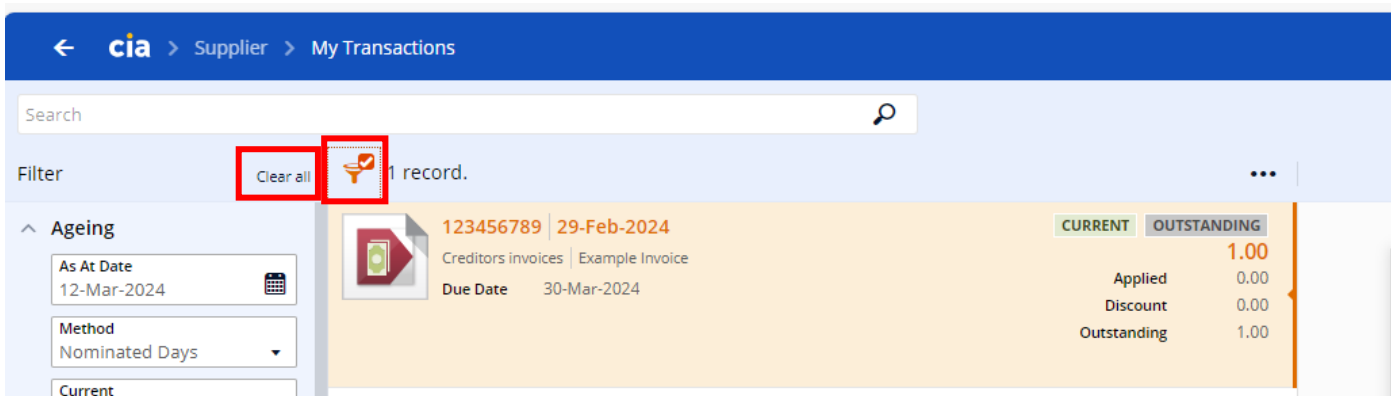 cia > Supplier > My Transactions
Search
Filter Clear all 1 record.
Ageing
As At Date
12-Mar-2024
Method
Nominated Days
Current
123456789 29-Feb-2024
Creditors invoices Example Invoice
Due Date 30-Mar-2024
CURRENT OUTSTANDING
1.00
Applied 0.00
Discount 0.00
Outstanding 1.00